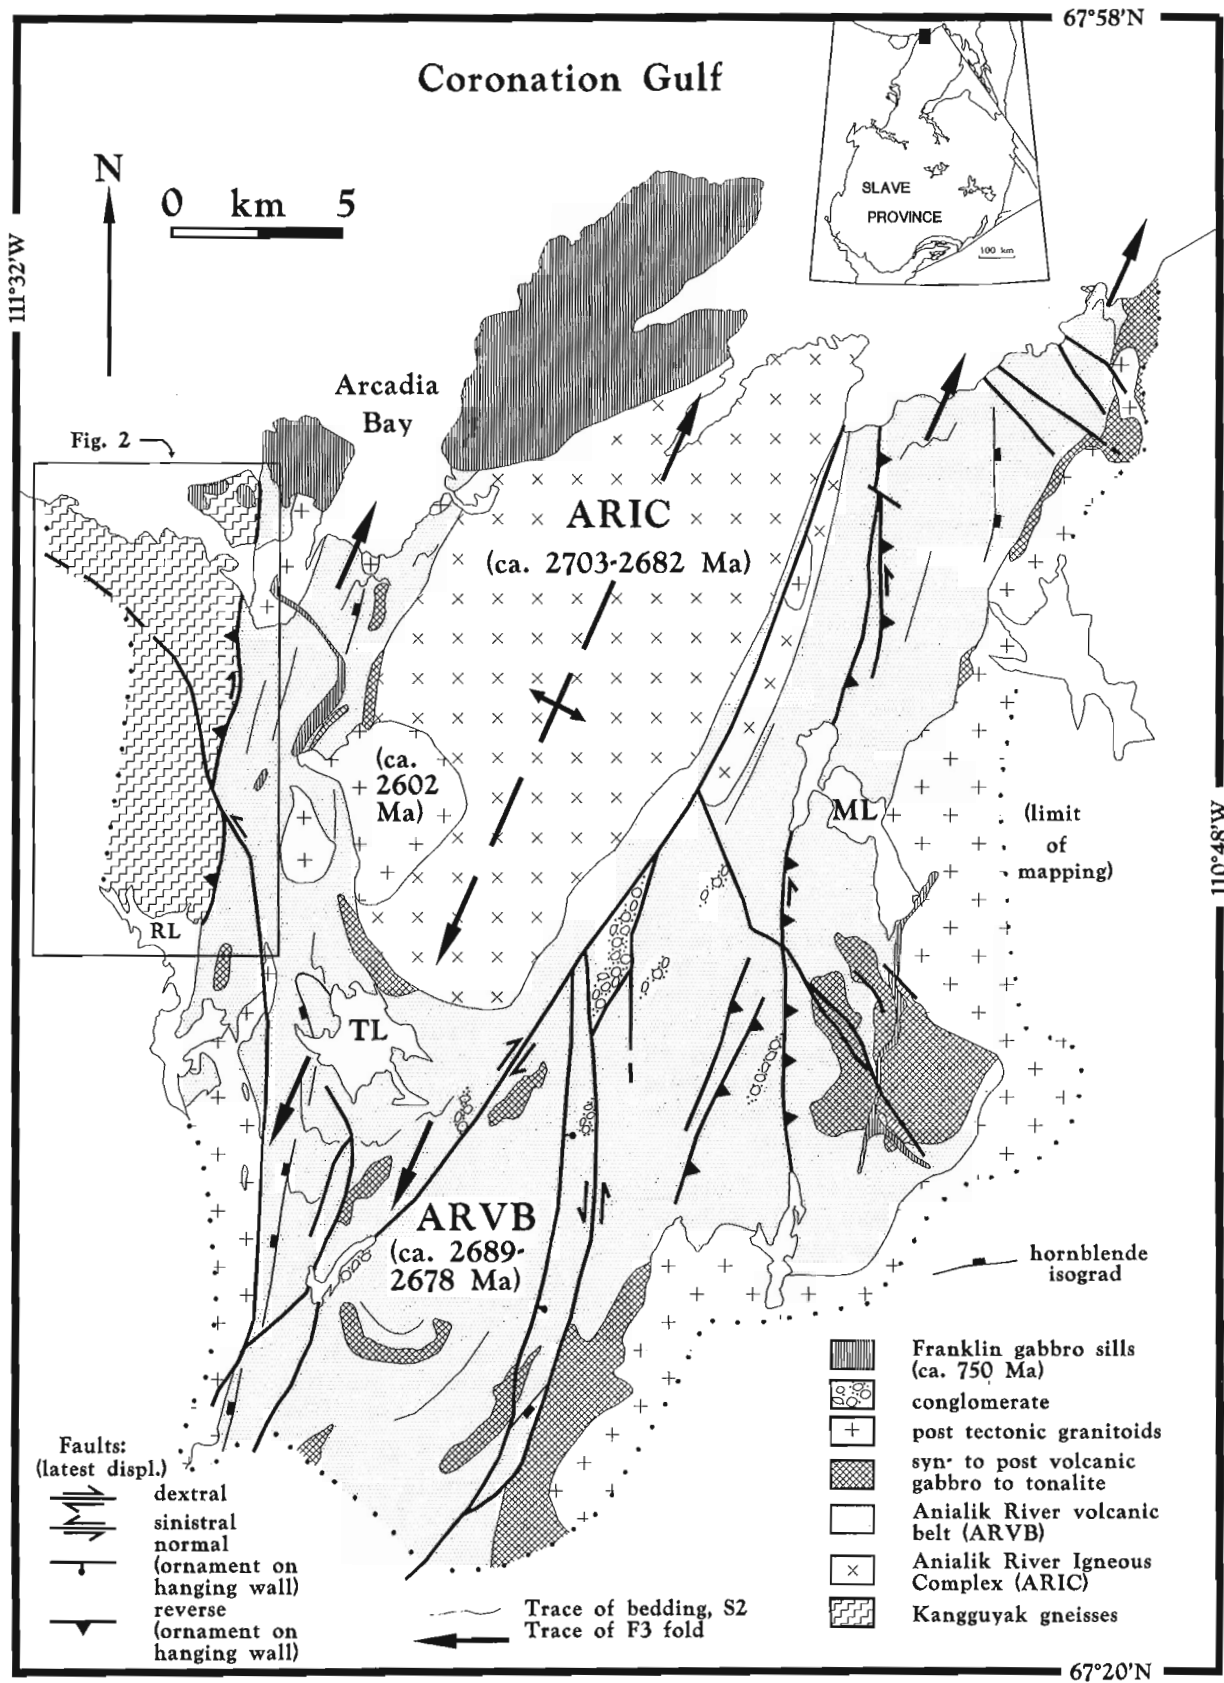 67°58'N
Coronation Gulf
SLAVE
PROVINCE
100 km
N
0 km 5
111°32'W
Arcadia
Bay
Fig. 2
ARIC
(ca. 2703-2682 Ma)
(ca.
2602
Ma)
ML
(limit
of
mapping)
110°48'W
RL
TL
ARVB
(ca. 2689-
2678 Ma)
hornblende
isograd
Franklin gabbro sills
(ca. 750 Ma)
conglomerate
post tectonic granitoids
syn- to post volcanic
gabbro to tonalite
Anialik River volcanic
belt (ARVB)
Anialik River Igneous
Complex (ARIC)
Kangguyak gneisses
Faults:
(latest displ.)
dextral
sinistral
normal
(ornament on
hanging wall)
reverse
(ornament on
hanging wall)
Trace of bedding, S2
Trace of F3 fold
67°20'N